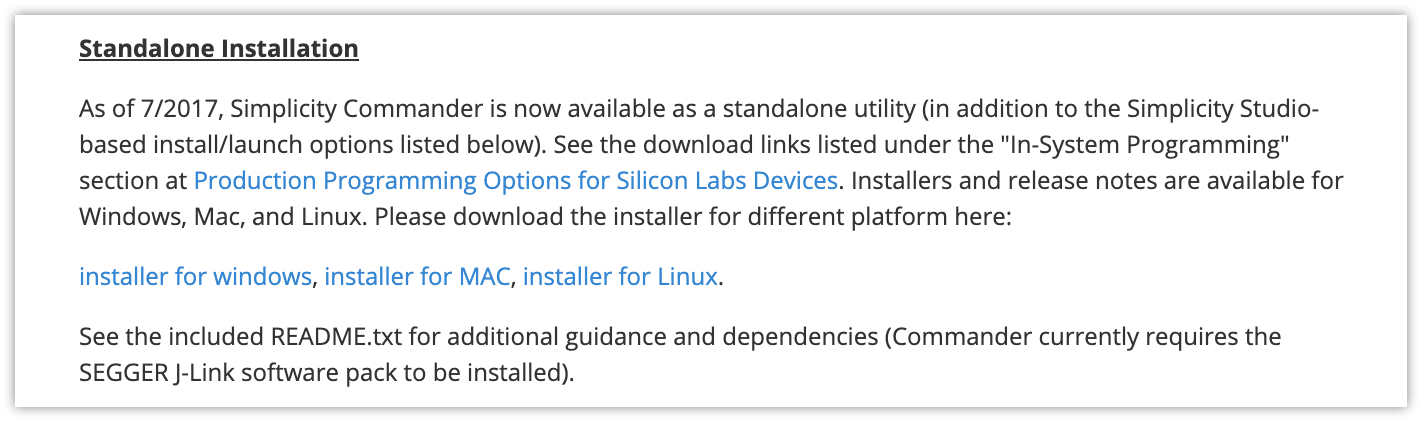 Standalone Installation
As of 7/2017, Simplicity Commander is now available as a standalone utility (in addition to the Simplicity Studio-
based install/launch options listed below). See the download links listed under the "In-System Programming"
section at Production Programming Options for Silicon Labs Devices. Installers and release notes are available for
Windows, Mac, and Linux. Please download the installer for different platform here:
installer for windows, installer for MAC, installer for Linux.
See the included README.txt for additional guidance and dependencies (Commander currently requires the
SEGGER J-Link software pack to be installed).